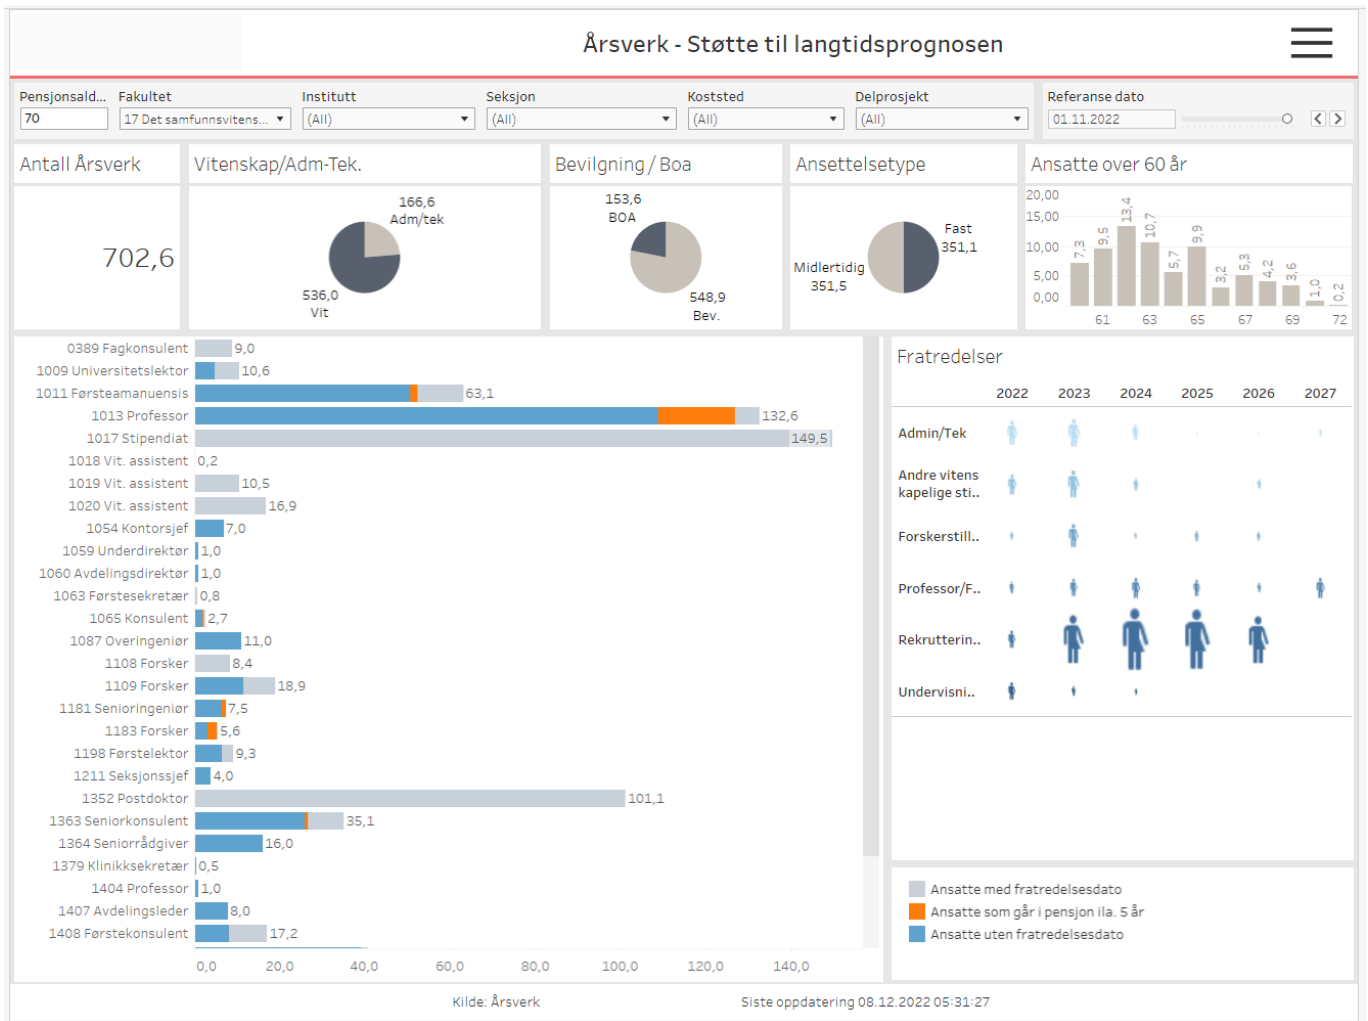 Årsverk - Støtte til langtidsprognosen
Pensjonsald... Fakultet Institutt Seksjon Koststed Delprosjekt Referanse dato
70 17 Det samfunnsvitens... (All) (All) (All) (All) 01.11.2022
Antall Årsverk Vitenskap/Adm-Tek. Bevilgning / Boa Ansettelsetype Ansatte over 60 år
702,6
166,6
Adm/tek
536,0
Vit
153,6
BOA
548,9
Bev.
Fast
351,1
Midlertidig
351,5
20,00
15,00
10,00
5,00
0,00
7,3 9,5 13,4 10,7 5,7 9,9 3,2 5,3 4,2 3,6 1,0 0,2
61 63 65 67 69 72
0389 Fagkonsulent 9,0
1009 Universitetslektor 10,6
1011 Førsteamanuensis 63,1
1013 Professor 132,6
1017 Stipendiat 149,5
1018 Vit. assistent 0,2
1019 Vit. assistent 10,5
1020 Vit. assistent 16,9
1054 Kontorsjef 7,0
1059 Underdirektør 1,0
1060 Avdelingsdirektør 1,0
1063 Førstesekretær 0,8
1065 Konsulent 2,7
1087 Overingeniør 11,0
1108 Forsker 8,4
1109 Forsker 18,9
1181 Senioringeniør 7,5
1183 Forsker 5,6
1198 Førstelektor 9,3
1211 Seksjonssjef 4,0
1352 Postdoktor 101,1
1363 Seniorkonsulent 35,1
1364 Seniorrådgiver 16,0
1379 Klinikksekretær 0,5
1404 Professor 1,0
1407 Avdelingsleder 8,0
1408 Førstekonsulent 17,2
0,0 20,0 40,0 60,0 80,0 100,0 120,0 140,0
Fratredelser
2022 2023 2024 2025 2026 2027
Admin/Tek
Andre vitens
kapelige sti..
Forskerstill..
Professor/F..
Rekrutterin..
Undervisni..
Ansatte med fratredelsesdato
Ansatte som går i pensjon ila. 5 år
Ansatte uten fratredelsesdato
Kilde: Årsverk Siste oppdatering 08.12.2022 05:31:27